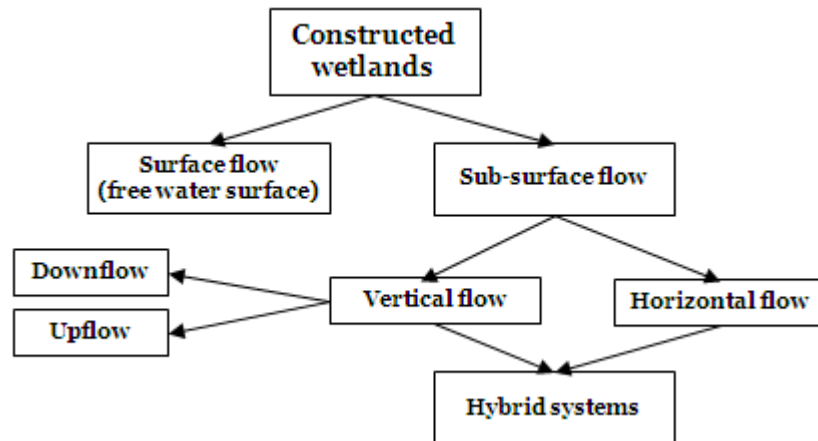 Constructed
wetlands
Surface flow
(free water surface)
Sub-surface flow
Downflow
Vertical flow
Horizontal flow
Upflow
Hybrid systems